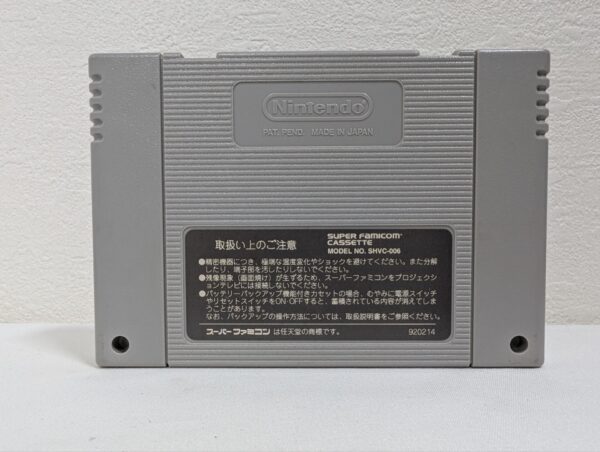 Nintendo
PAT. PEND. MADE IN JAPAN
取扱い上のご注意
SUPER FAMICOM
CASSETTE
MODEL NO. SHVC-006
●精密機器につき、極端な温度変化やショックを避けてください。また分解
したり、端子部を汚したりしないでください。
●残像現象（画面焼け）が生ずるため、スーパーファミコンをプロジェクシ
ョンテレビには接続しないでください。
●バッテリーバックアップ機能付きカセットの場合、むやみに電源スイッチ
やリセットスイッチをON・OFFすると、蓄積されている内容が消えてしま
うことがあります。
なお、バックアップの操作方法については、取扱説明書をご参照ください。
スーパーファミコン は任天堂の商標です。
920214